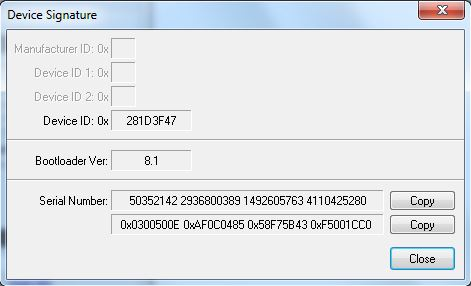 Device Signature
Manufacturer ID: 0x
Device ID 1: 0x
Device ID 2: 0x
Device ID: 0x 281D3F47
Bootloader Ver: 8.1
Serial Number: 50352142 2936800389 1492605763 4110425280 Copy
0x0300500E 0xAF0C0485 0x58F75B43 0xF5001CC0 Copy
Close